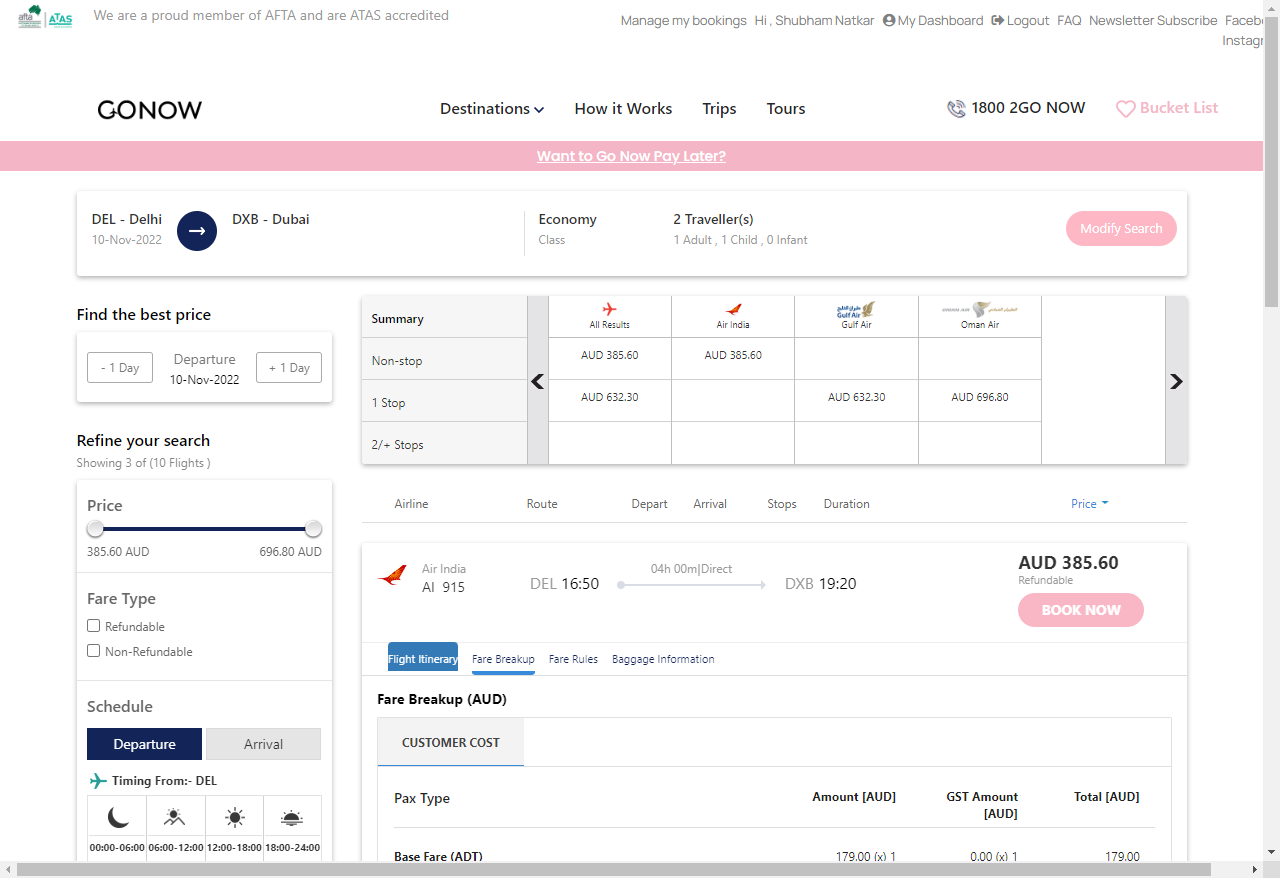 afta
ATAS
We are a proud member of AFTA and are ATAS accredited
Manage my bookings Hi , Shubham Natkar My Dashboard Logout FAQ Newsletter Subscribe
Instagr
GONOW
Destinations How it Works Trips Tours
1800 2GO NOW Bucket List
Want to Go Now Pay Later?
DEL - Delhi DXB - Dubai Economy 2 Traveller(s)
10-Nov-2022 Class 1 Adult , 1 Child , 0 Infant
Modify Search
Find the best price
- 1 Day Departure + 1 Day
10-Nov-2022
Refine your search
Showing 3 of (10 Flights )
Price
385.60 AUD 696.80 AUD
Fare Type
Refundable
Non-Refundable
Schedule
Departure Arrival
Timing From:- DEL
00:00-06:00 06:00-12:00 12:00-18:00 18:00-24:00
Summary All Results Air India Gulf Air Oman Air
Non-stop AUD 385.60 AUD 385.60
1 Stop AUD 632.30 AUD 632.30 AUD 696.80
2/+ Stops
Airline Route Depart Arrival Stops Duration Price
Air India 04h 00m|Direct AUD 385.60
AI 915 DEL 16:50 DXB 19:20 Refundable
BOOK NOW
Flight Itinerary Fare Breakup Fare Rules Baggage Information
Fare Breakup (AUD)
CUSTOMER COST
Pax Type Amount [AUD] GST Amount [AUD] Total [AUD]
Base Fare (ADT) 179.00 (x) 1 0.00 (x) 1 179.00